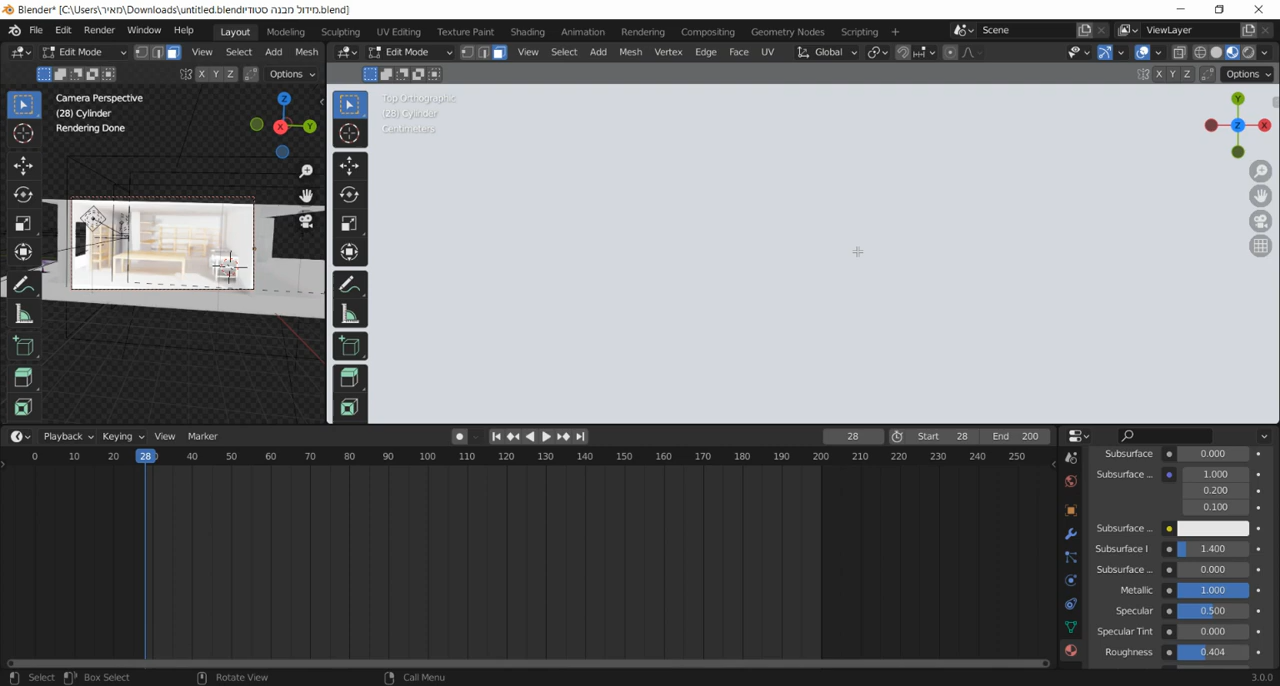 Blender* [C:\Users\מאיר\Downloads\untitled.blendמידול מבנה סטודיו.blend]
File Edit Render Window Help Layout Modeling Sculpting UV Editing Texture Paint Shading Animation Rendering Compositing Geometry Nodes Scripting + Scene ViewLayer
Edit Mode View Select Add Mesh Edit Mode View Select Add Mesh Vertex Edge Face UV Global
X Y Z Options X Y Z Options
Camera Perspective
(28) Cylinder
Rendering Done
Z
X
Y
Top Orthographic
(28) Cylinder
Centimeters
Y
Z
X
Playback Keying View Marker 28 Start 28 End 200
0 10 20 28 30 40 50 60 70 80 90 100 110 120 130 140 150 160 170 180 190 200 210 220 230 240 250
Subsurface 0.000
Subsurface ... 1.000
0.200
0.100
Subsurface ...
Subsurface I 1.400
Subsurface ... 0.000
Metallic 1.000
Specular 0.500
Specular Tint 0.000
Roughness 0.404
Select Box Select Rotate View Call Menu 3.0.0